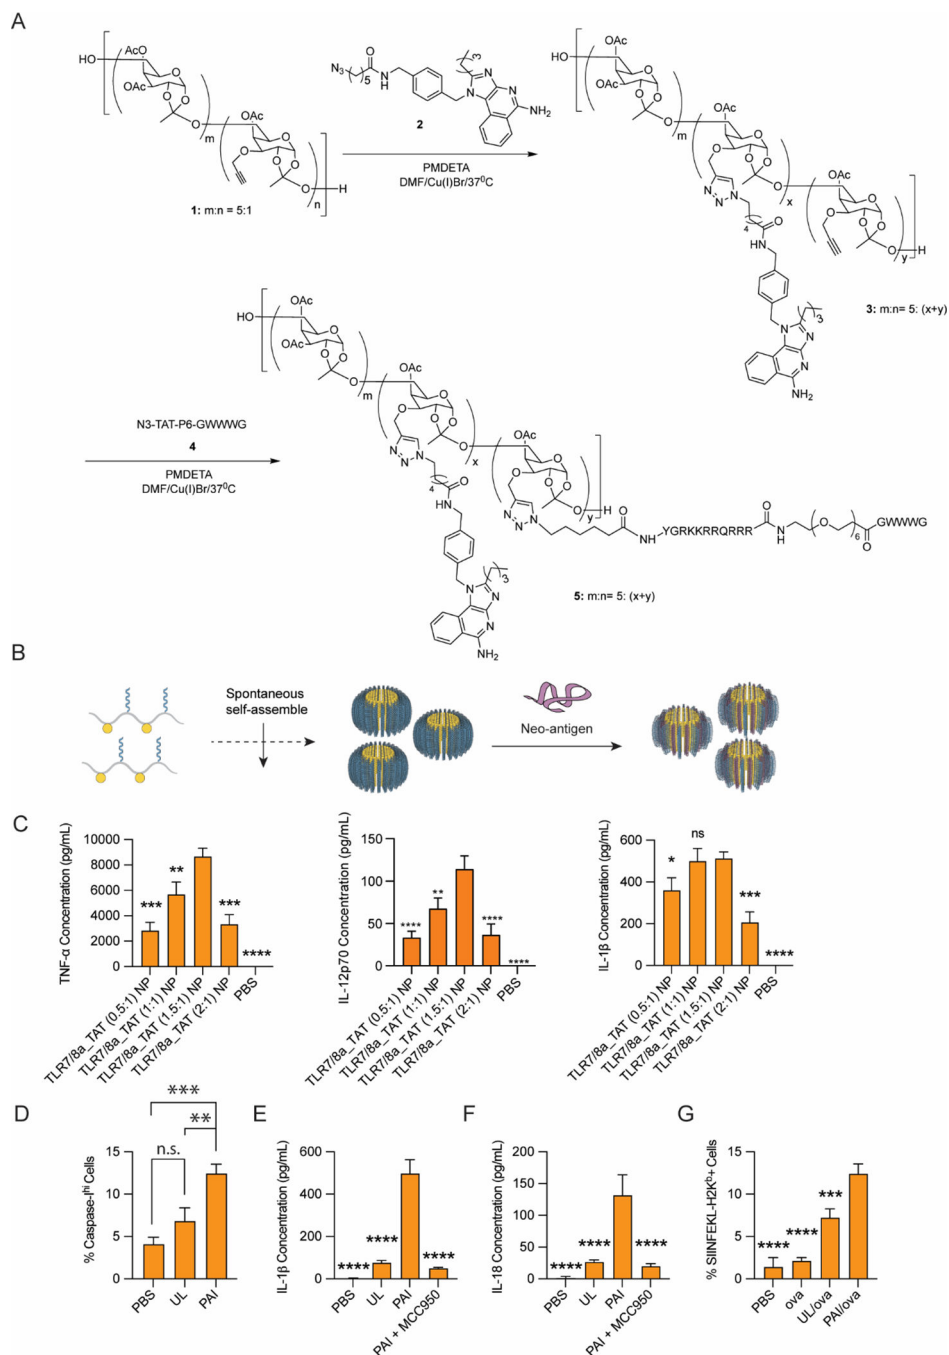 A
HO
AcO
OAc
O
m
OAc
n
H
1: m:n = 5:1
N3
5
O
N
H
3
N
N
N
NH2
2
PMDETA
DMF/Cu(I)Br/37⁰C
HO
OAc
OAc
m
OAc
x
OAc
y
H
N=N
N
4
O
HN
3
N
N
N
NH2
3: m:n= 5: (x+y)
HO
OAc
AcO
m
OAc
x
OAc
y
H
N3-TAT-P6-GWWWG
4
PMDETA
DMF/Cu(I)Br/37⁰C
N=N
N
4
O
HN
O
NH
YGRKKRRQRRR
O
N
H
O
6
O
GWWWG
3
N
N
N
NH2
5: m:n= 5: (x+y)
B
Spontaneous
self-assemble
Neo-antigen
C
TNF-α Concentration (pg/mL)
10000
8000
6000
4000
2000
0
***
**
***
****
TLR7/8a_TAT (0.5:1) NP
TLR7/8a_TAT (1:1) NP
TLR7/8a_TAT (1.5:1) NP
TLR7/8a_TAT (2:1) NP
PBS
IL-12p70 Concentration (pg/mL)
150
100
50
0
****
**
****
****
TLR7/8a_TAT (0.5:1) NP
TLR7/8a_TAT (1:1) NP
TLR7/8a_TAT (1.5:1) NP
TLR7/8a_TAT (2:1) NP
PBS
IL-1β Concentration (pg/mL)
600
400
200
0
*
ns
***
****
TLR7/8a_TAT (0.5:1) NP
TLR7/8a_TAT (1:1) NP
TLR7/8a_TAT (1.5:1) NP
TLR7/8a_TAT (2:1) NP
PBS
D
% Caspase-I^hi Cells
15
10
5
0
***
**
n.s.
PBS
UL
PAI
E
IL-1β Concentration (pg/mL)
600
400
200
0
****
****
****
PBS
UL
PAI
PAI + MCC950
F
IL-18 Concentration (pg/mL)
200
150
100
50
0
****
****
****
PBS
UL
PAI
PAI + MCC950
G
% SIINFEKL-H2K^b+ Cells
15
10
5
0
****
****
***
PBS
ova
UL/ova
PAI/ova